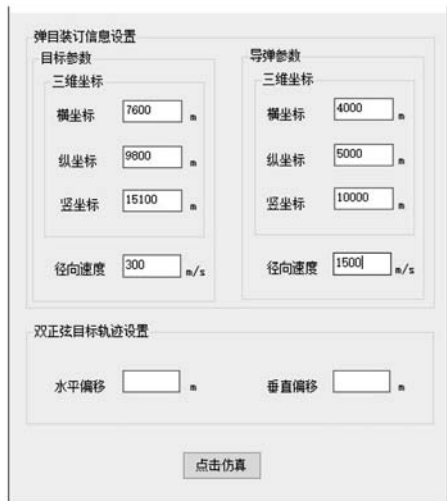 弹目装订信息设置
目标参数
三维坐标
横坐标 7600 m
纵坐标 9800 m
竖坐标 15100 m
径向速度 300 m/s
导弹参数
三维坐标
横坐标 4000 m
纵坐标 5000 m
竖坐标 10000 m
径向速度 1500 m/s
双正弦目标轨迹设置
水平偏移 m 垂直偏移 m
点击仿真